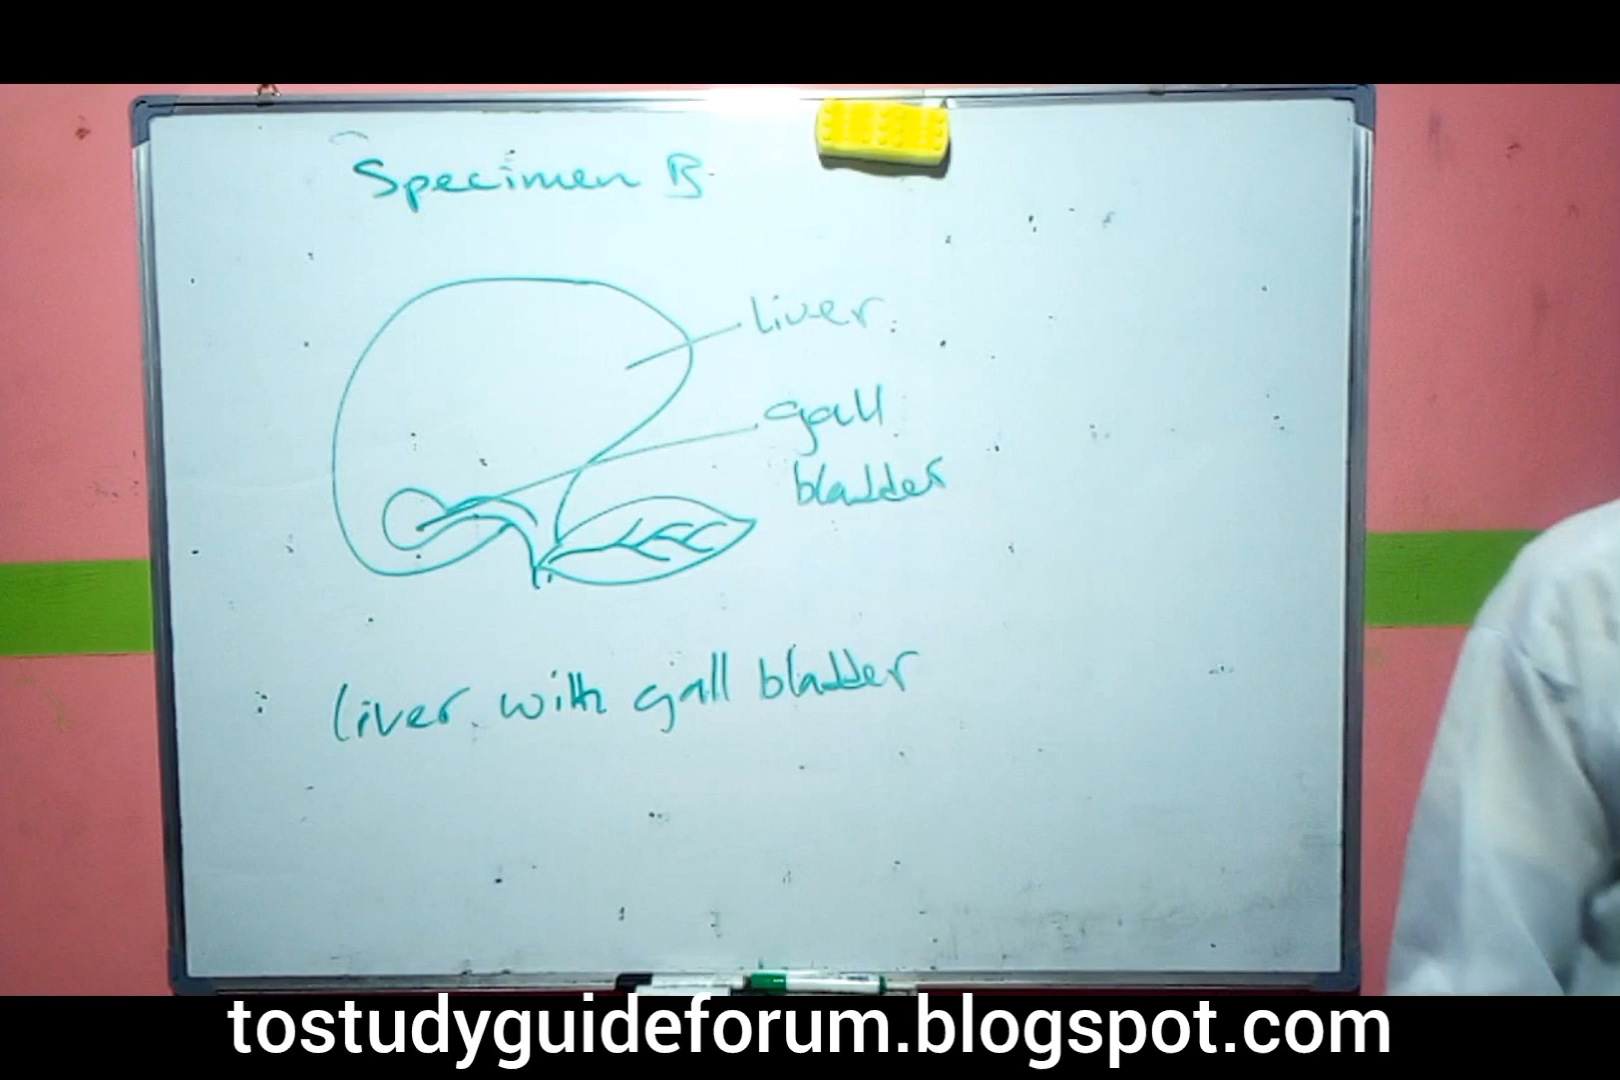 Specimen B
liver
gall
bladder
liver with gall bladder
tostudyguideforum.blogspot.com